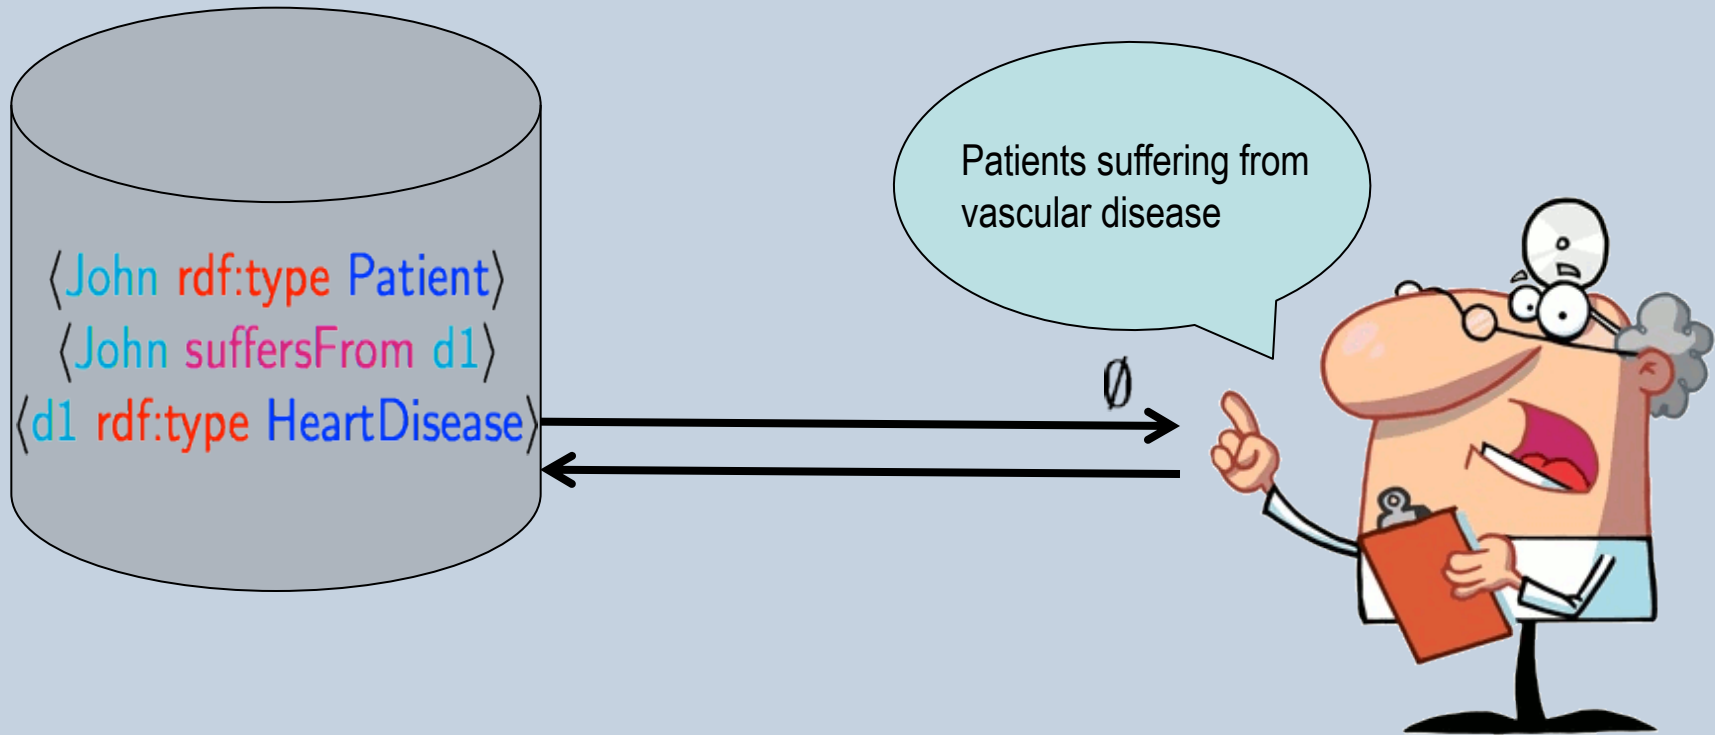 ⟨John rdf:type Patient⟩
⟨John suffersFrom d1⟩
⟨d1 rdf:type HeartDisease⟩
Patients suffering from
vascular disease
∅